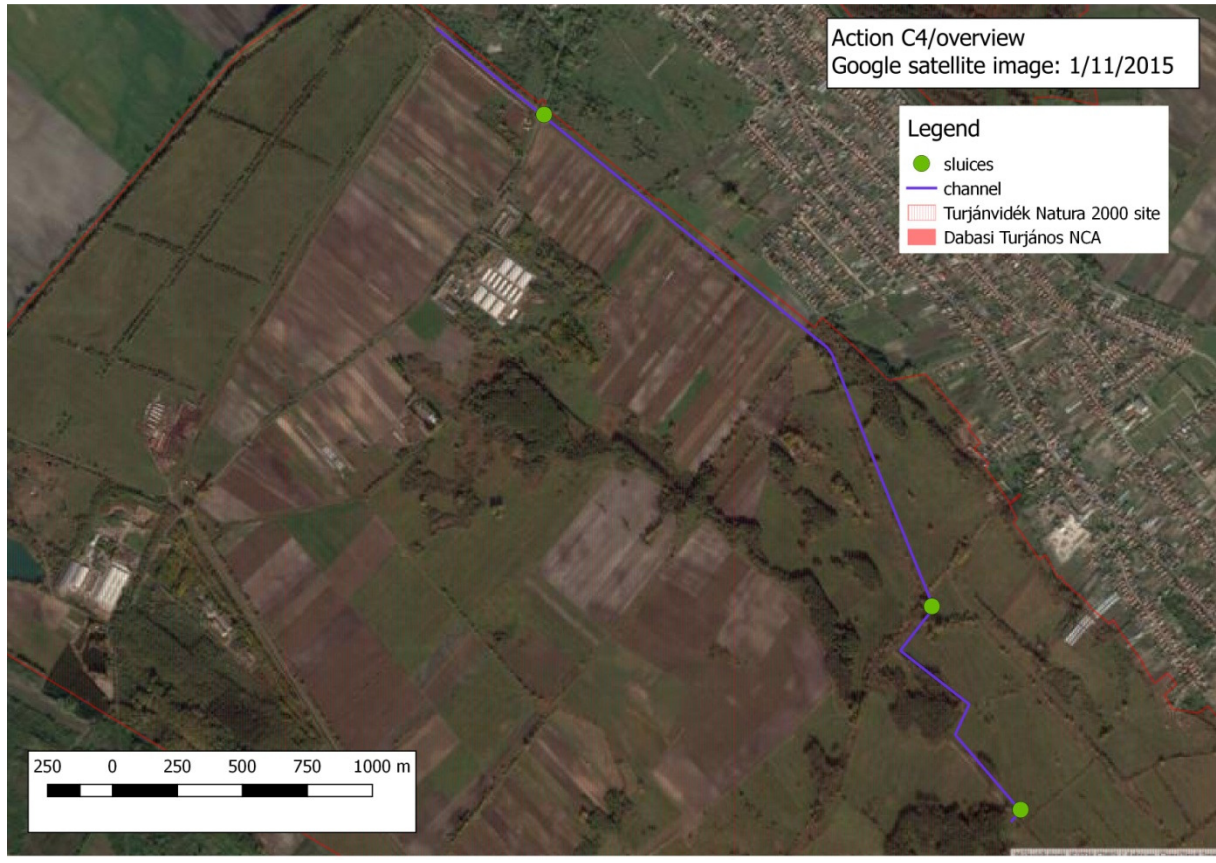 Action C4/overview
Google satellite image: 1/11/2015
Legend
sluices
channel
Turjánvidék Natura 2000 site
Dabasi Turjános NCA
250 0 250 500 750 1000 m